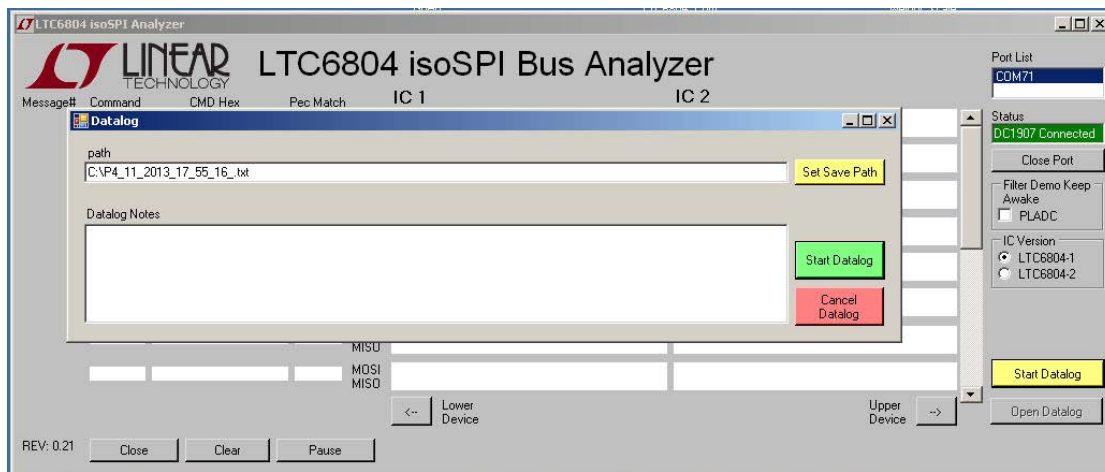 LTC6804 isoSPI Analyzer
LINEAR
TECHNOLOGY
LTC6804 isoSPI Bus Analyzer
Message# Command CMD Hex Pec Match IC 1 IC 2
Datalog
path
C:\P4_11_2013_17_55_16_.txt
Set Save Path
Datalog Notes
Start Datalog
Cancel
Datalog
MISO
MOSI
MISO
<-- Lower
Device
Upper
Device -->
REV: 0.21 Close Clear Pause
Port List
COM71
Status
DC1907 Connected
Close Port
Filter Demo Keep
Awake
PLADC
IC Version
LTC6804-1
LTC6804-2
Start Datalog
Open Datalog